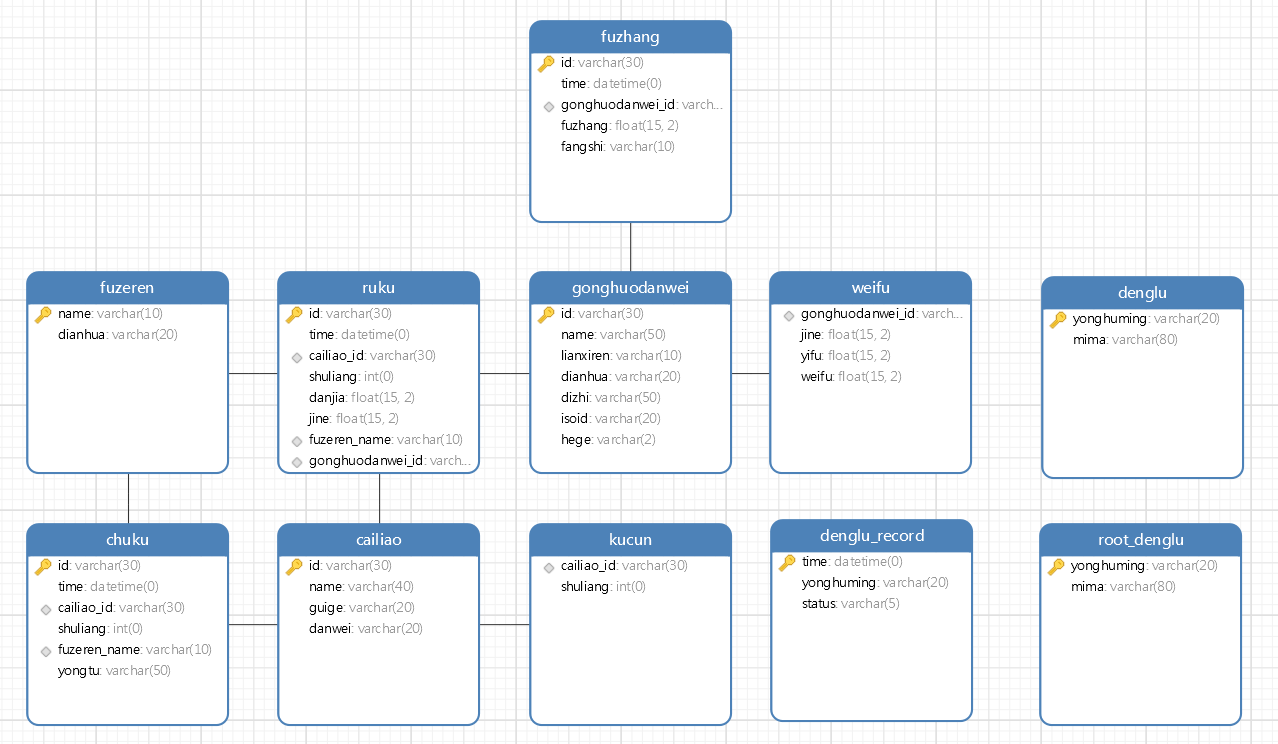 fuzhang
id: varchar(30)
time: datetime(0)
gonghuodanwei_id: varch...
fuzhang: float(15, 2)
fangshi: varchar(10)
fuzeren
name: varchar(10)
dianhua: varchar(20)
ruku
id: varchar(30)
time: datetime(0)
cailiao_id: varchar(30)
shuliang: int(0)
danjia: float(15, 2)
jine: float(15, 2)
fuzeren_name: varchar(10)
gonghuodanwei_id: varch...
gonghuodanwei
id: varchar(30)
name: varchar(50)
lianxiren: varchar(10)
dianhua: varchar(20)
dizhi: varchar(50)
isoid: varchar(20)
hege: varchar(2)
weifu
gonghuodanwei_id: varch...
jine: float(15, 2)
yifu: float(15, 2)
weifu: float(15, 2)
denglu
yonghuming: varchar(20)
mima: varchar(80)
chuku
id: varchar(30)
time: datetime(0)
cailiao_id: varchar(30)
shuliang: int(0)
fuzeren_name: varchar(10)
yongtu: varchar(50)
cailiao
id: varchar(30)
name: varchar(40)
guige: varchar(20)
danwei: varchar(20)
kucun
cailiao_id: varchar(30)
shuliang: int(0)
denglu_record
time: datetime(0)
yonghuming: varchar(20)
status: varchar(5)
root_denglu
yonghuming: varchar(20)
mima: varchar(80)